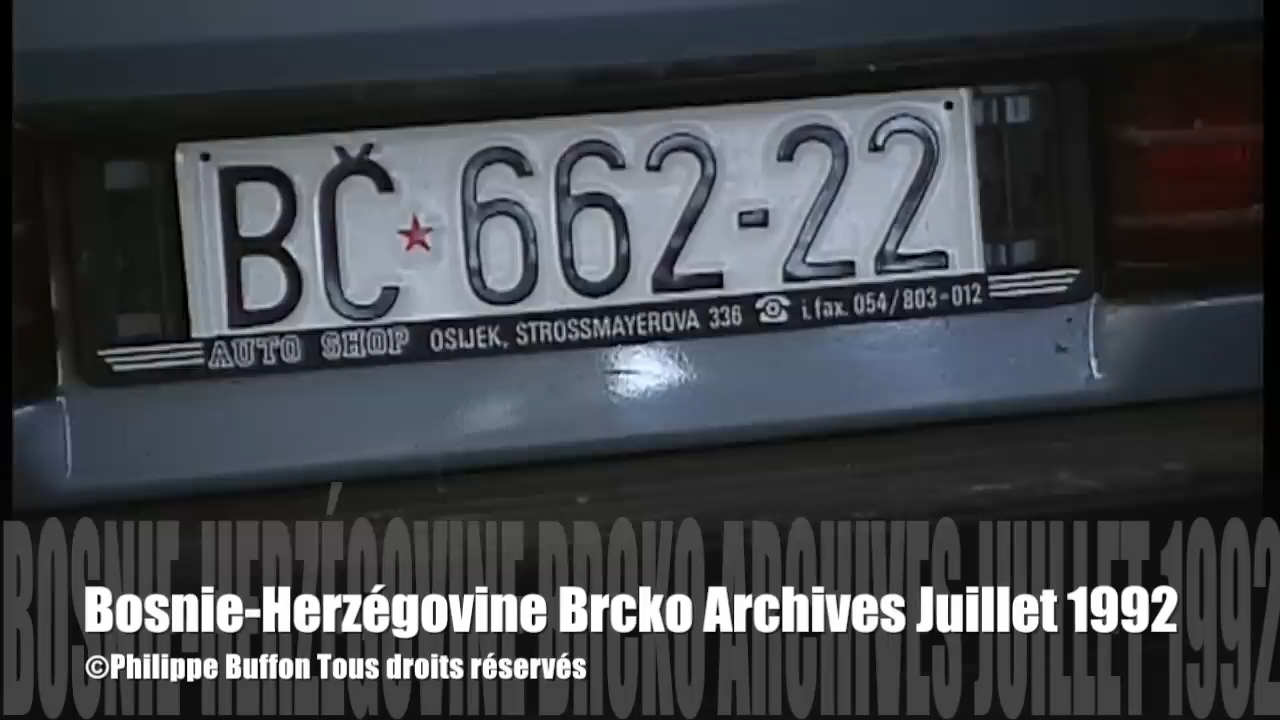 BČ★662-22
AUTO SHOP OSIJEK, STROSSMAYEROVA 336 ☎ i.fax. 054/803-012
BOSNIE-HERZÉGOVINE BRCKO ARCHIVES JUILLET 1992
Bosnie-Herzégovine Brcko Archives Juillet 1992
©Philippe Buffon Tous droits réservés